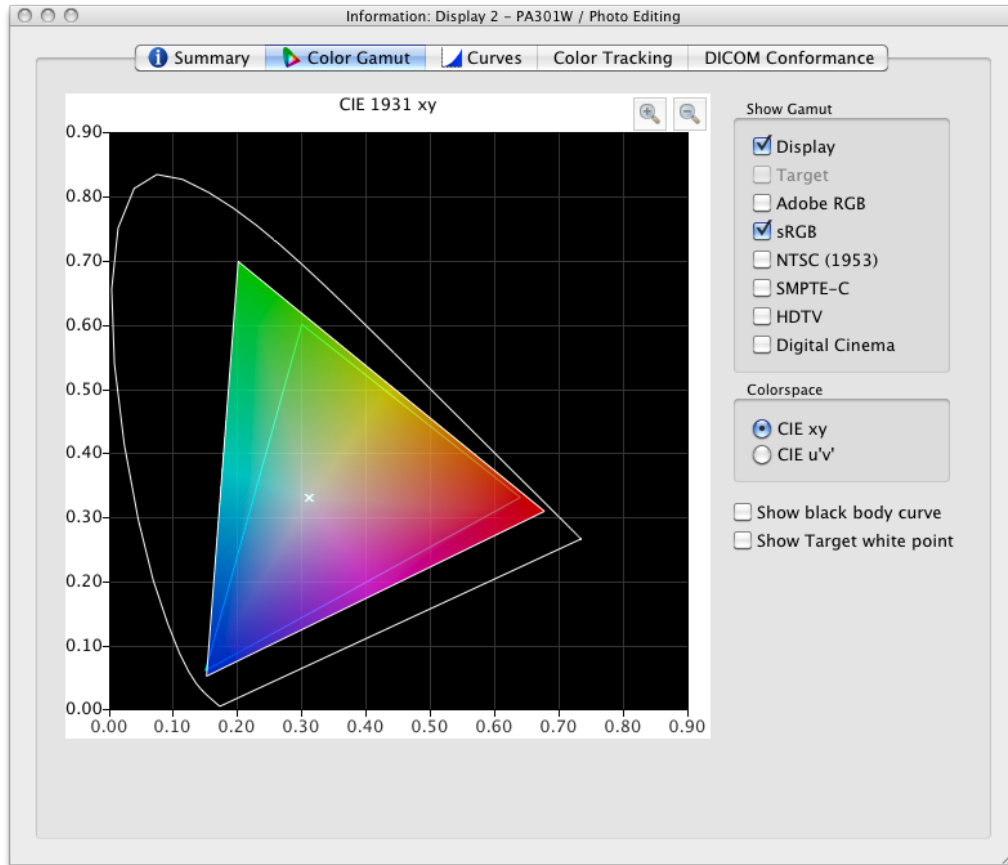 Information: Display 2 – PA301W / Photo Editing
Summary
Color Gamut
Curves
Color Tracking
DICOM Conformance
CIE 1931 xy
0.90
0.80
0.70
0.60
0.50
0.40
0.30
0.20
0.10
0.00
0.00 0.10 0.20 0.30 0.40 0.50 0.60 0.70 0.80 0.90
Show Gamut
Display
Target
Adobe RGB
sRGB
NTSC (1953)
SMPTE-C
HDTV
Digital Cinema
Colorspace
CIE xy
CIE u'v'
Show black body curve
Show Target white point